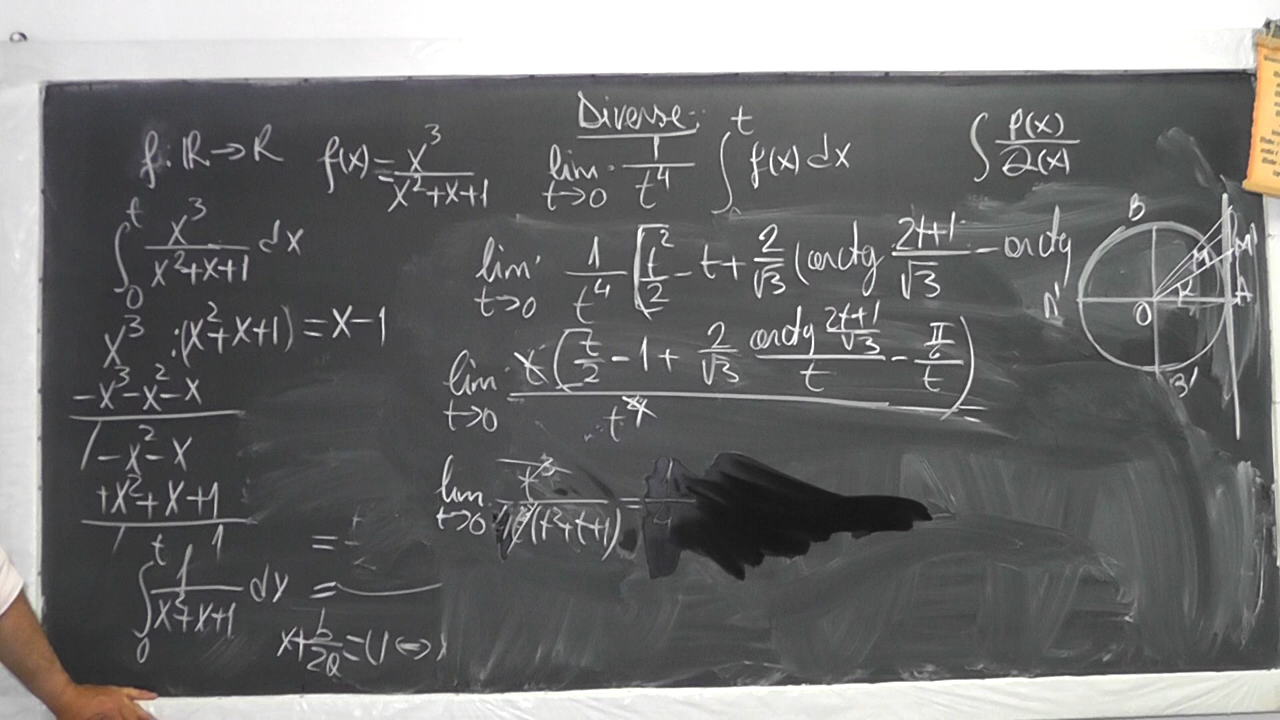 Diverse:
f: ℝ → R f(x) = x³/(x²+x+1) lim t→0 1/t⁴ ∫ᵗ f(x) dx ∫ P(x)/Q(x)
∫₀ᵗ x³/(x²+x+1) dx
x³ : (x²+x+1) = x-1
-x³-x²-x
/ -x²-x
+x²+x+1
/ / 1
∫₀ᵗ 1/(x²+x+1) dy =
x + b/2a = U ⇔
lim t→0 1/t⁴ [t²/2 - t + 2/√3 (arctg (2t+1)/√3 - arctg
lim t→0 t(t/2 - 1 + 2/√3 (arctg (2t+1)/√3)/t - (π/6)/t) / t⁴
lim t→0 t³/( (t²+t+1)) = 4
B
M
M'
A'
O
K
A
B'